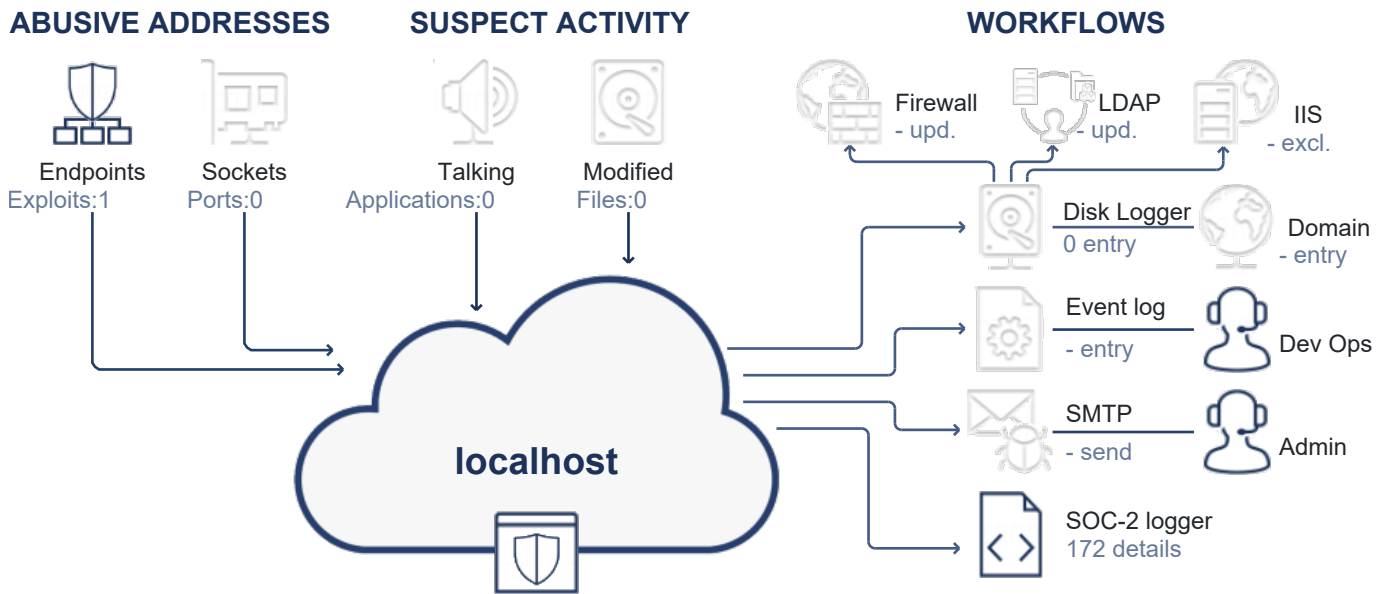 ABUSIVE ADDRESSES
SUSPECT ACTIVITY
WORKFLOWS
Endpoints
Exploits:1
Sockets
Ports:0
Talking
Applications:0
Modified
Files:0
Firewall
- upd.
LDAP
- upd.
IIS
- excl.
Disk Logger
0 entry
Domain
- entry
Event log
- entry
Dev Ops
SMTP
- send
Admin
SOC-2 logger
172 details
localhost